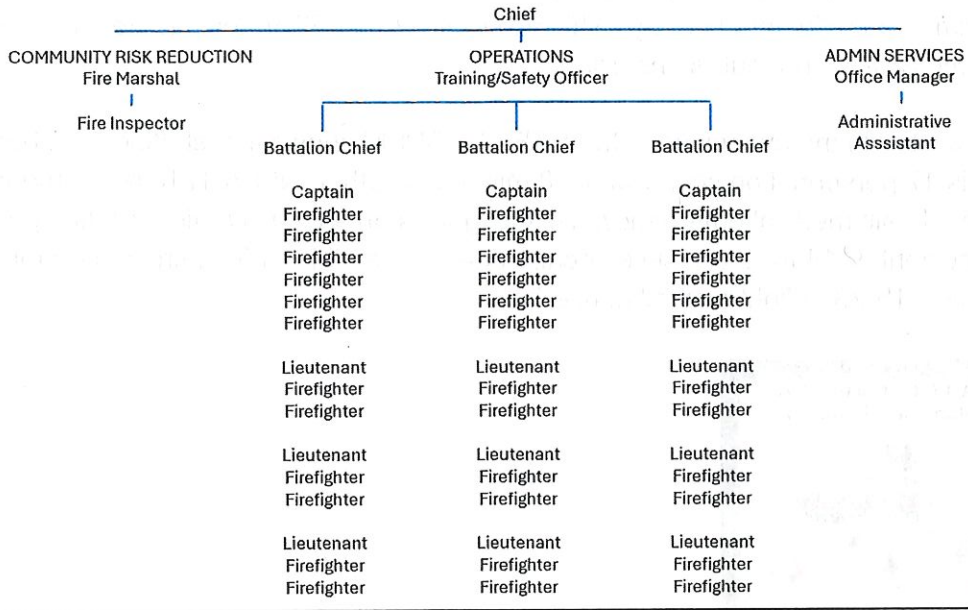 Chief
COMMUNITY RISK REDUCTION OPERATIONS ADMIN SERVICES
Fire Marshal Training/Safety Officer Office Manager
Fire Inspector Administrative
Asssistant
Battalion Chief Battalion Chief Battalion Chief
Captain Captain Captain
Firefighter Firefighter Firefighter
Firefighter Firefighter Firefighter
Firefighter Firefighter Firefighter
Firefighter Firefighter Firefighter
Firefighter Firefighter Firefighter
Firefighter Firefighter Firefighter
Lieutenant Lieutenant Lieutenant
Firefighter Firefighter Firefighter
Firefighter Firefighter Firefighter
Lieutenant Lieutenant Lieutenant
Firefighter Firefighter Firefighter
Firefighter Firefighter Firefighter
Lieutenant Lieutenant Lieutenant
Firefighter Firefighter Firefighter
Firefighter Firefighter Firefighter